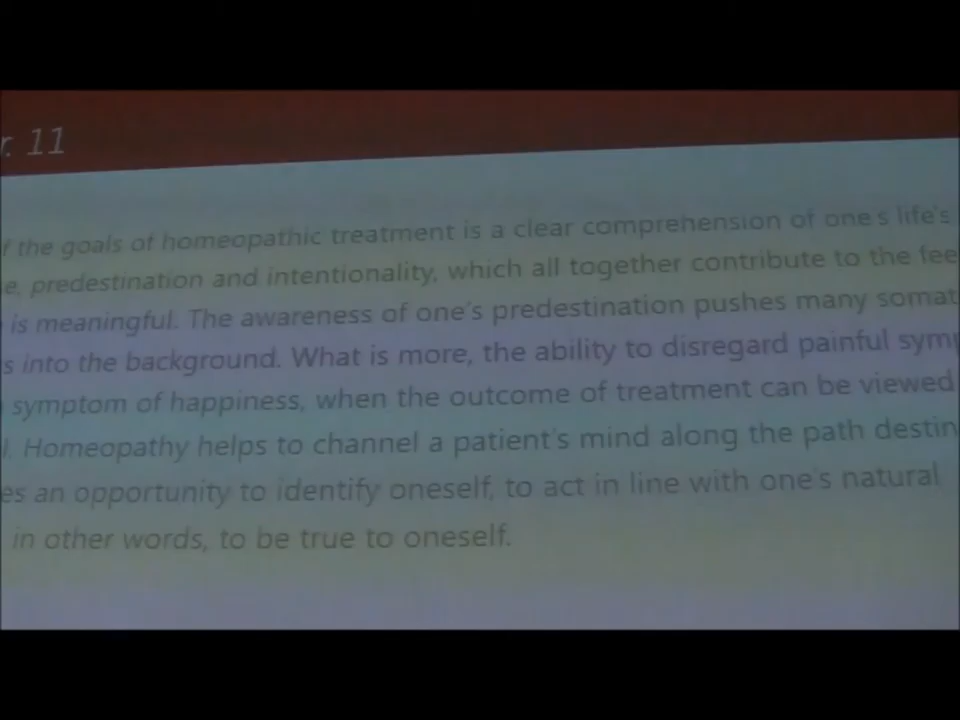 r. 11
f the goals of homeopathic treatment is a clear comprehension of one's life's
e, predestination and intentionality, which all together contribute to the fee
is meaningful. The awareness of one's predestination pushes many somat
s into the background. What is more, the ability to disregard painful symp
symptom of happiness, when the outcome of treatment can be viewed
l. Homeopathy helps to channel a patient's mind along the path destin
es an opportunity to identify oneself, to act in line with one's natural
in other words, to be true to oneself.